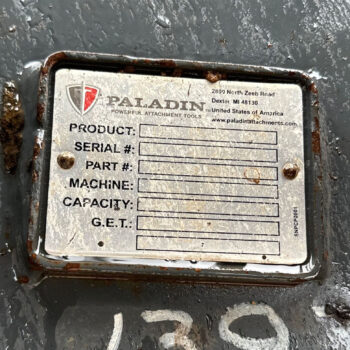 PALADIN
POWERFUL ATTACHMENT TOOLS
2800 North Zeeb Road
Dexter, MI 48130
United States of America
www.paladinattachments.com
PRODUCT:
SERIAL #:
PART #:
MACHINE:
CAPACITY:
G.E.T.:
SNPCP2001
130